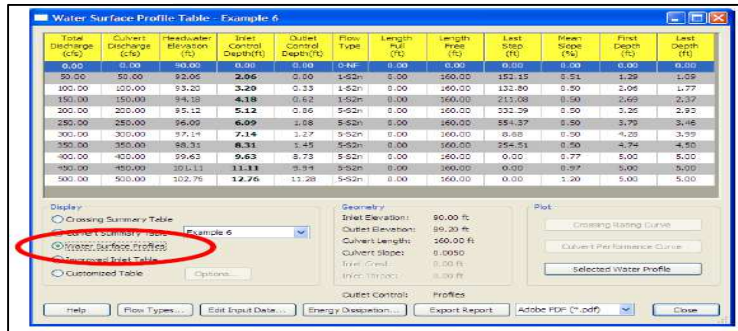 Water Surface Profile Table - Example 6
Total Discharge (cfs) Culvert Discharge (cfs) Headwater Elevation (ft) Inlet Control Depth(ft) Outlet Control Depth(ft) Flow Type Length Full (ft) Length Free (ft) Last Step (ft) Mean Slope (%) First Depth (ft) Last Depth (ft)
0.00 0.00 90.00 0.00 0.00 0-NF 0.00 0.00 0.00 0.00 0.00 0.00
50.00 50.00 92.06 2.06 0.00 1-S2n 0.00 160.00 152.15 0.51 1.29 1.09
100.00 100.00 93.20 3.20 0.33 1-S2n 0.00 160.00 132.80 0.50 2.06 1.77
150.00 150.00 94.18 4.18 0.62 1-S2n 0.00 160.00 211.08 0.50 2.69 2.37
200.00 200.00 95.12 5.12 0.86 5-S2n 0.00 160.00 332.39 0.50 3.26 2.93
250.00 250.00 96.09 6.09 1.08 5-S2n 0.00 160.00 554.37 0.50 3.79 3.46
300.00 300.00 97.14 7.14 1.27 5-S2n 0.00 160.00 8.88 0.50 4.28 3.99
350.00 350.00 98.31 8.31 1.45 5-S2n 0.00 160.00 254.51 0.50 4.74 4.50
400.00 400.00 99.63 9.63 8.73 5-S2n 0.00 160.00 0.00 0.77 5.00 5.00
450.00 450.00 101.11 11.11 9.94 5-S2n 0.00 160.00 0.00 0.97 5.00 5.00
500.00 500.00 102.76 12.76 11.28 5-S2n 0.00 160.00 0.00 1.20 5.00 5.00
Display
Crossing Summary Table
Culvert Summary Table Example 6
Water Surface Profiles
Improved Inlet Table
Customized Table Options...
Geometry
Inlet Elevation: 90.00 ft
Outlet Elevation: 89.20 ft
Culvert Length: 160.00 ft
Culvert Slope: 0.0050
Inlet Crest: 0.00 ft
Inlet Throat: 0.00 ft
Outlet Control: Profiles
Plot
Crossing Rating Curve
Culvert Performance Curve
Selected Water Profile
Help Flow Types... Edit Input Data... Energy Dissipation... Export Report Adobe PDF (*.pdf) Close